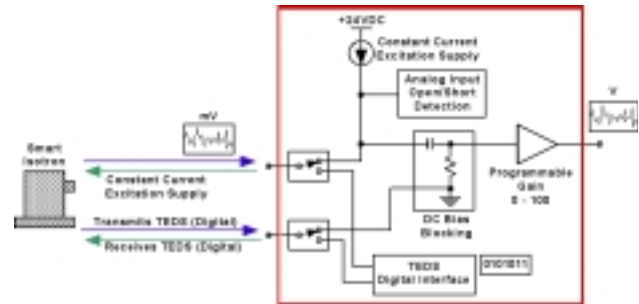 +24VDC
Constant Current
Excitation Supply
Analog Input
Open/Short
Detection
mV
V
Smart
Isotron
Constant Current
Excitation Supply
Programmable
Gain
0 - 100
Transmits TEDS (Digital)
DC Bias
Blocking
Receives TEDS (Digital)
TEDS
Digital Interface
0101011